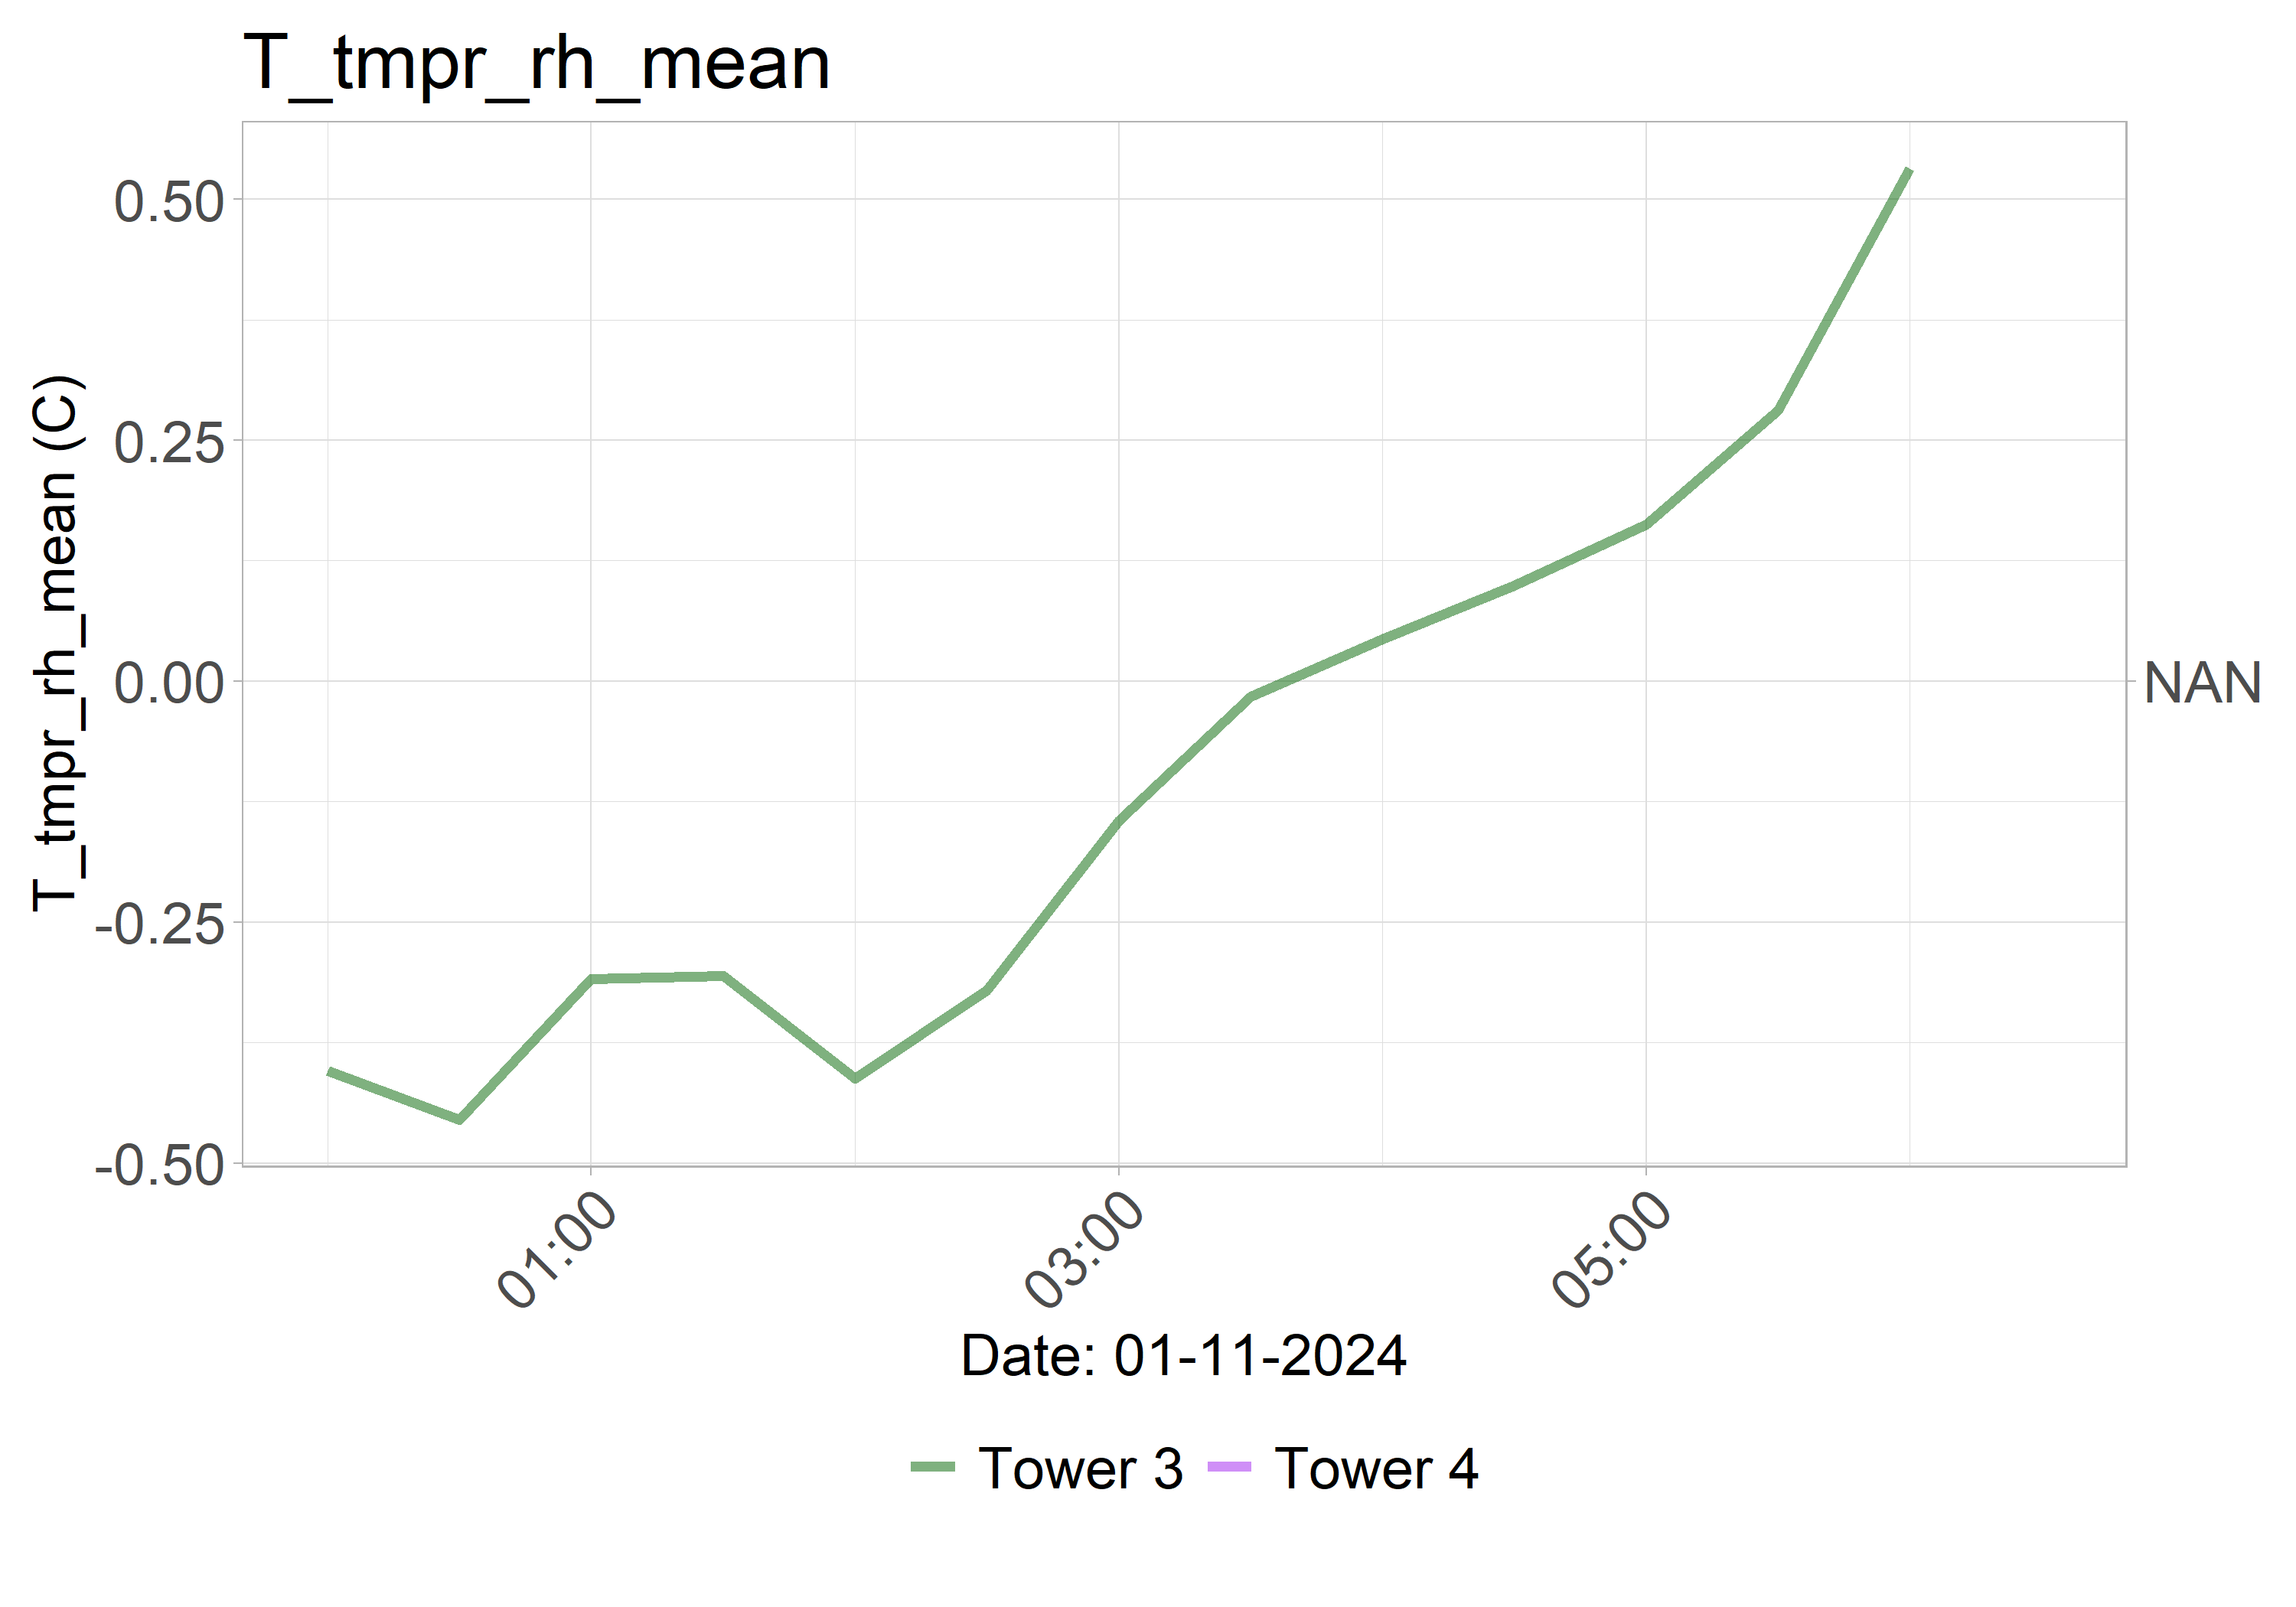 T_tmpr_rh_mean
T_tmpr_rh_mean (C)
0.50
0.25
0.00
-0.25
-0.50
NAN
01:00
03:00
05:00
Date: 01-11-2024
Tower 3
Tower 4